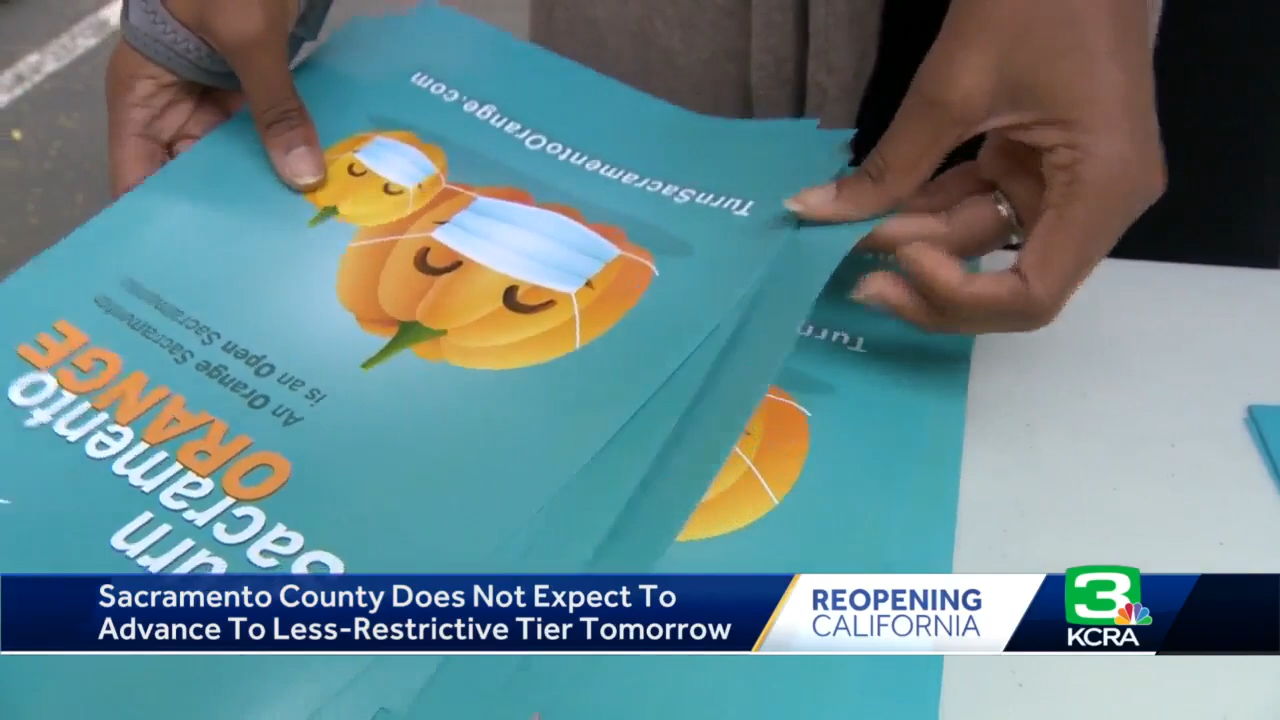 TurnSacramentoOrange.com
An Orange Sacramento
is an Open Sacramento
Turn
Sacramento
ORANGE
Turn
Sacramento County Does Not Expect To
Advance To Less-Restrictive Tier Tomorrow
REOPENING
CALIFORNIA
3
KCRA